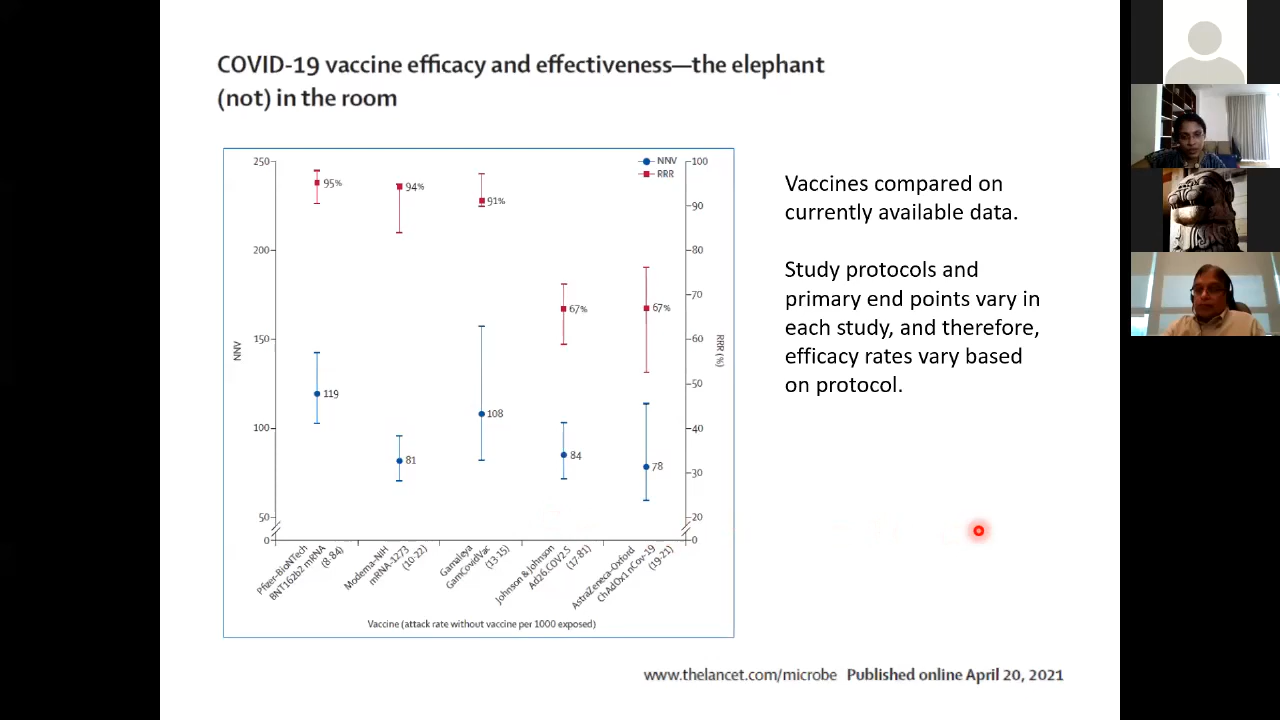 COVID-19 vaccine efficacy and effectiveness—the elephant
(not) in the room
250
200
150
100
50
0
NNV
NNV
RRR
100
90
80
70
60
50
40
30
20
0
RRR (%)
95%
94%
91%
67%
67%
119
81
108
84
78
Pfizer-BioNTech
BNT162b2 mRNA
(8·84)
Moderna-NIH
mRNA-1273
(10·22)
Gamaleya
GamCovidVac
(13·15)
Johnson & Johnson
Ad26.COV2.S
(17·81)
AstraZeneca-Oxford
ChAdOx1 nCov-19
(19·21)
Vaccine (attack rate without vaccine per 1000 exposed)
Vaccines compared on
currently available data.
Study protocols and
primary end points vary in
each study, and therefore,
efficacy rates vary based
on protocol.
www.thelancet.com/microbe Published online April 20, 2021